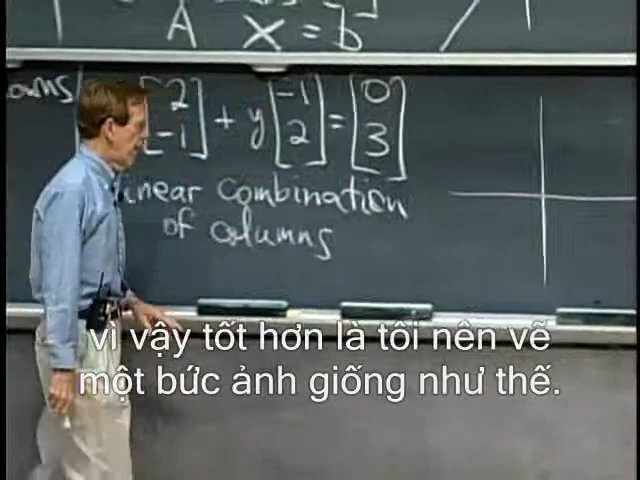 A X = b
[2 -1] + y [-1 2] = [0 3]
linear combination
of columns
vì vậy tốt hơn là tôi nên vẽ
một bức ảnh giống như thế.